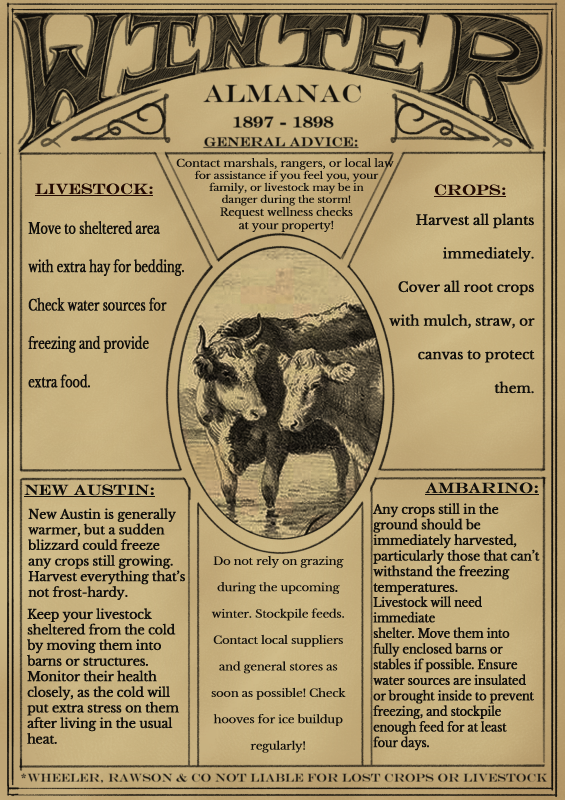 WINTER
ALMANAC
1897 - 1898
GENERAL ADVICE:
Contact marshals, rangers, or local law
for assistance if you feel you, your
family, or livestock may be in
danger during the storm!
Request wellness checks
at your property!
LIVESTOCK:
Move to sheltered area
with extra hay for bedding.
Check water sources for
freezing and provide
extra food.
CROPS:
Harvest all plants
immediately.
Cover all root crops
with mulch, straw, or
canvas to protect
them.
NEW AUSTIN:
New Austin is generally
warmer, but a sudden
blizzard could freeze
any crops still growing.
Harvest everything that's
not frost-hardy.
Keep your livestock
sheltered from the cold
by moving them into
barns or structures.
Monitor their health
closely, as the cold will
put extra stress on them
after living in the usual
heat.
Do not rely on grazing
during the upcoming
winter. Stockpile feeds.
Contact local suppliers
and general stores as
soon as possible! Check
hooves for ice buildup
regularly!
AMBARINO:
Any crops still in the
ground should be
immediately harvested,
particularly those that can't
withstand the freezing
temperatures.
Livestock will need
immediate
shelter. Move them into
fully enclosed barns or
stables if possible. Ensure
water sources are insulated
or brought inside to prevent
freezing, and stockpile
enough feed for at least
four days.
*WHEELER, RAWSON & CO NOT LIABLE FOR LOST CROPS OR LIVESTOCK